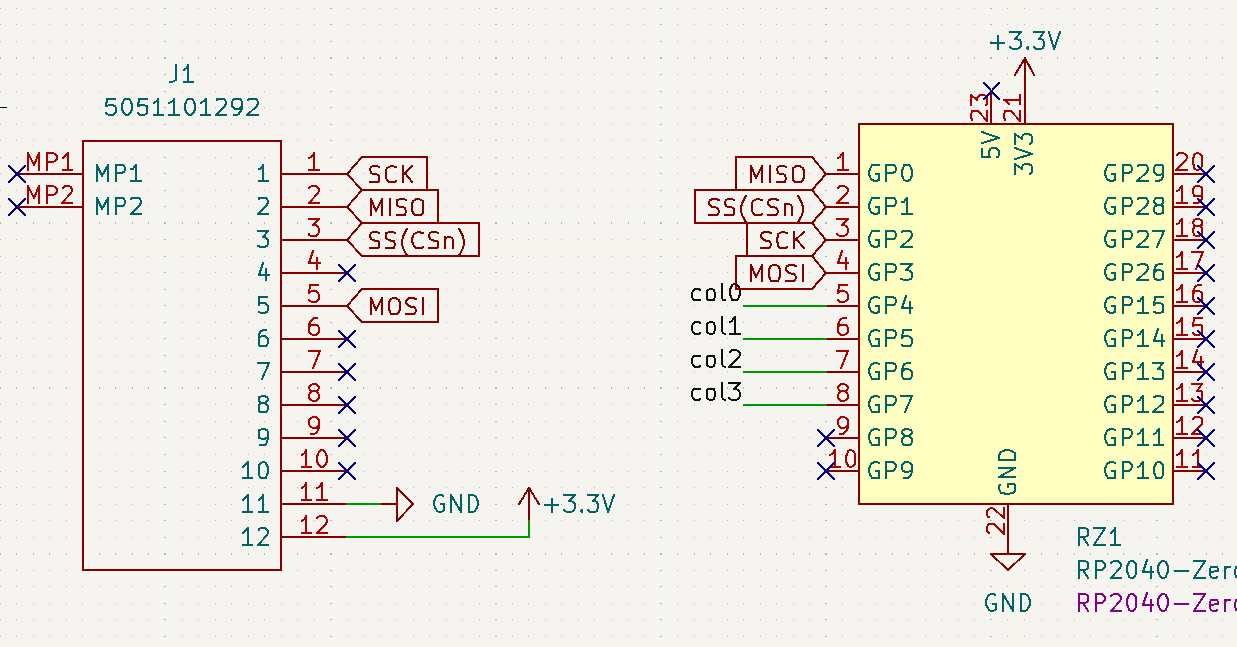 J1
5051101292
MP1 MP1
MP2 MP2
1 1 SCK
2 2 MISO
3 3 SS(CSn)
4 4
5 5 MOSI
6 6
7 7
8 8
9 9
10 10
11 11 GND
12 12 +3.3V
+3.3V
23 21
5V 3V3
MISO 1 GP0
SS(CSn) 2 GP1
SCK 3 GP2
MOSI 4 GP3
col0 5 GP4
col1 6 GP5
col2 7 GP6
col3 8 GP7
9 GP8
10 GP9
GP29 20
GP28 19
GP27 18
GP26 17
GP15 16
GP14 15
GP13 14
GP12 13
GP11 12
GP10 11
GND
22
GND
RZ1
RP2040-Zero
RP2040-Zero